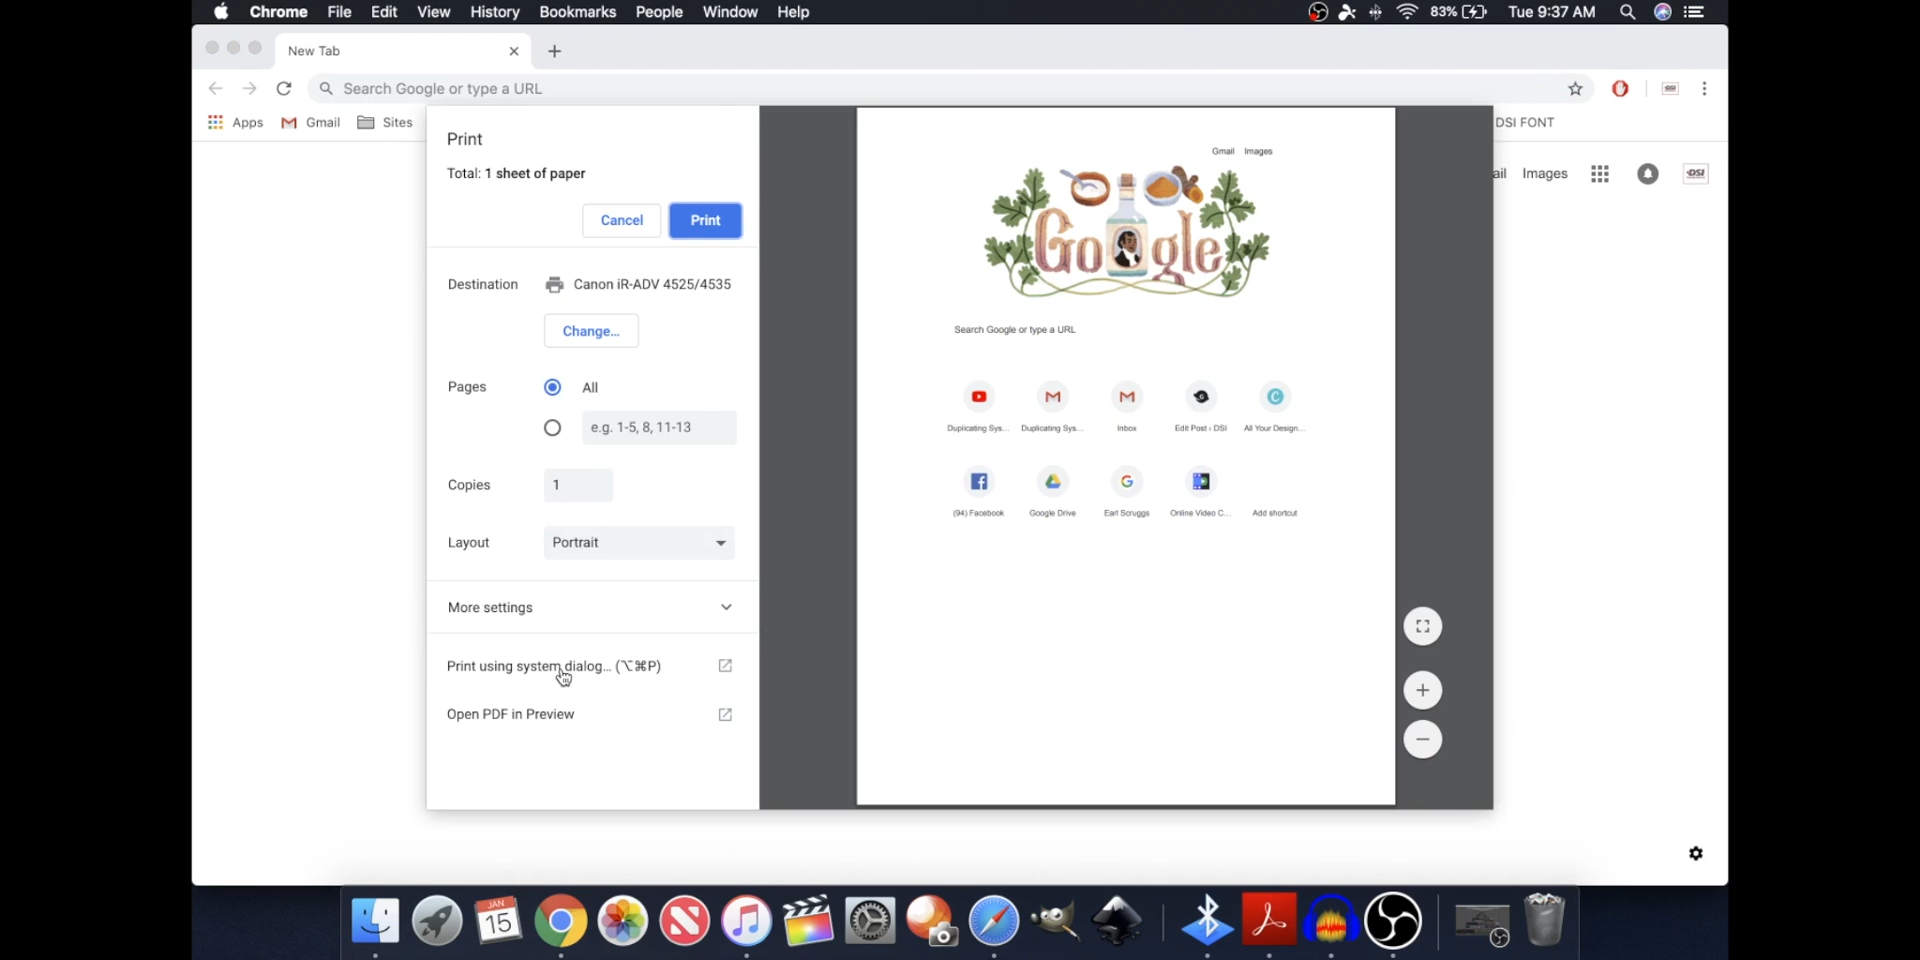 Chrome File Edit View History Bookmarks People Window Help 83% Tue 9:37 AM
New Tab
Search Google or type a URL
Apps Gmail Sites DSI FONT
ail Images DSI
Print
Total: 1 sheet of paper
Cancel Print
Destination Canon iR-ADV 4525/4535
Change...
Pages All
e.g. 1-5, 8, 11-13
Copies 1
Layout Portrait
More settings
Print using system dialog... (⌥⌘P)
Open PDF in Preview
Gmail Images
Google
Search Google or type a URL
Duplicating Sys... Duplicating Sys... Inbox Edit Post ‹ DSI All Your Design...
(94) Facebook Google Drive Earl Scruggs Online Video C... Add shortcut
JAN
15